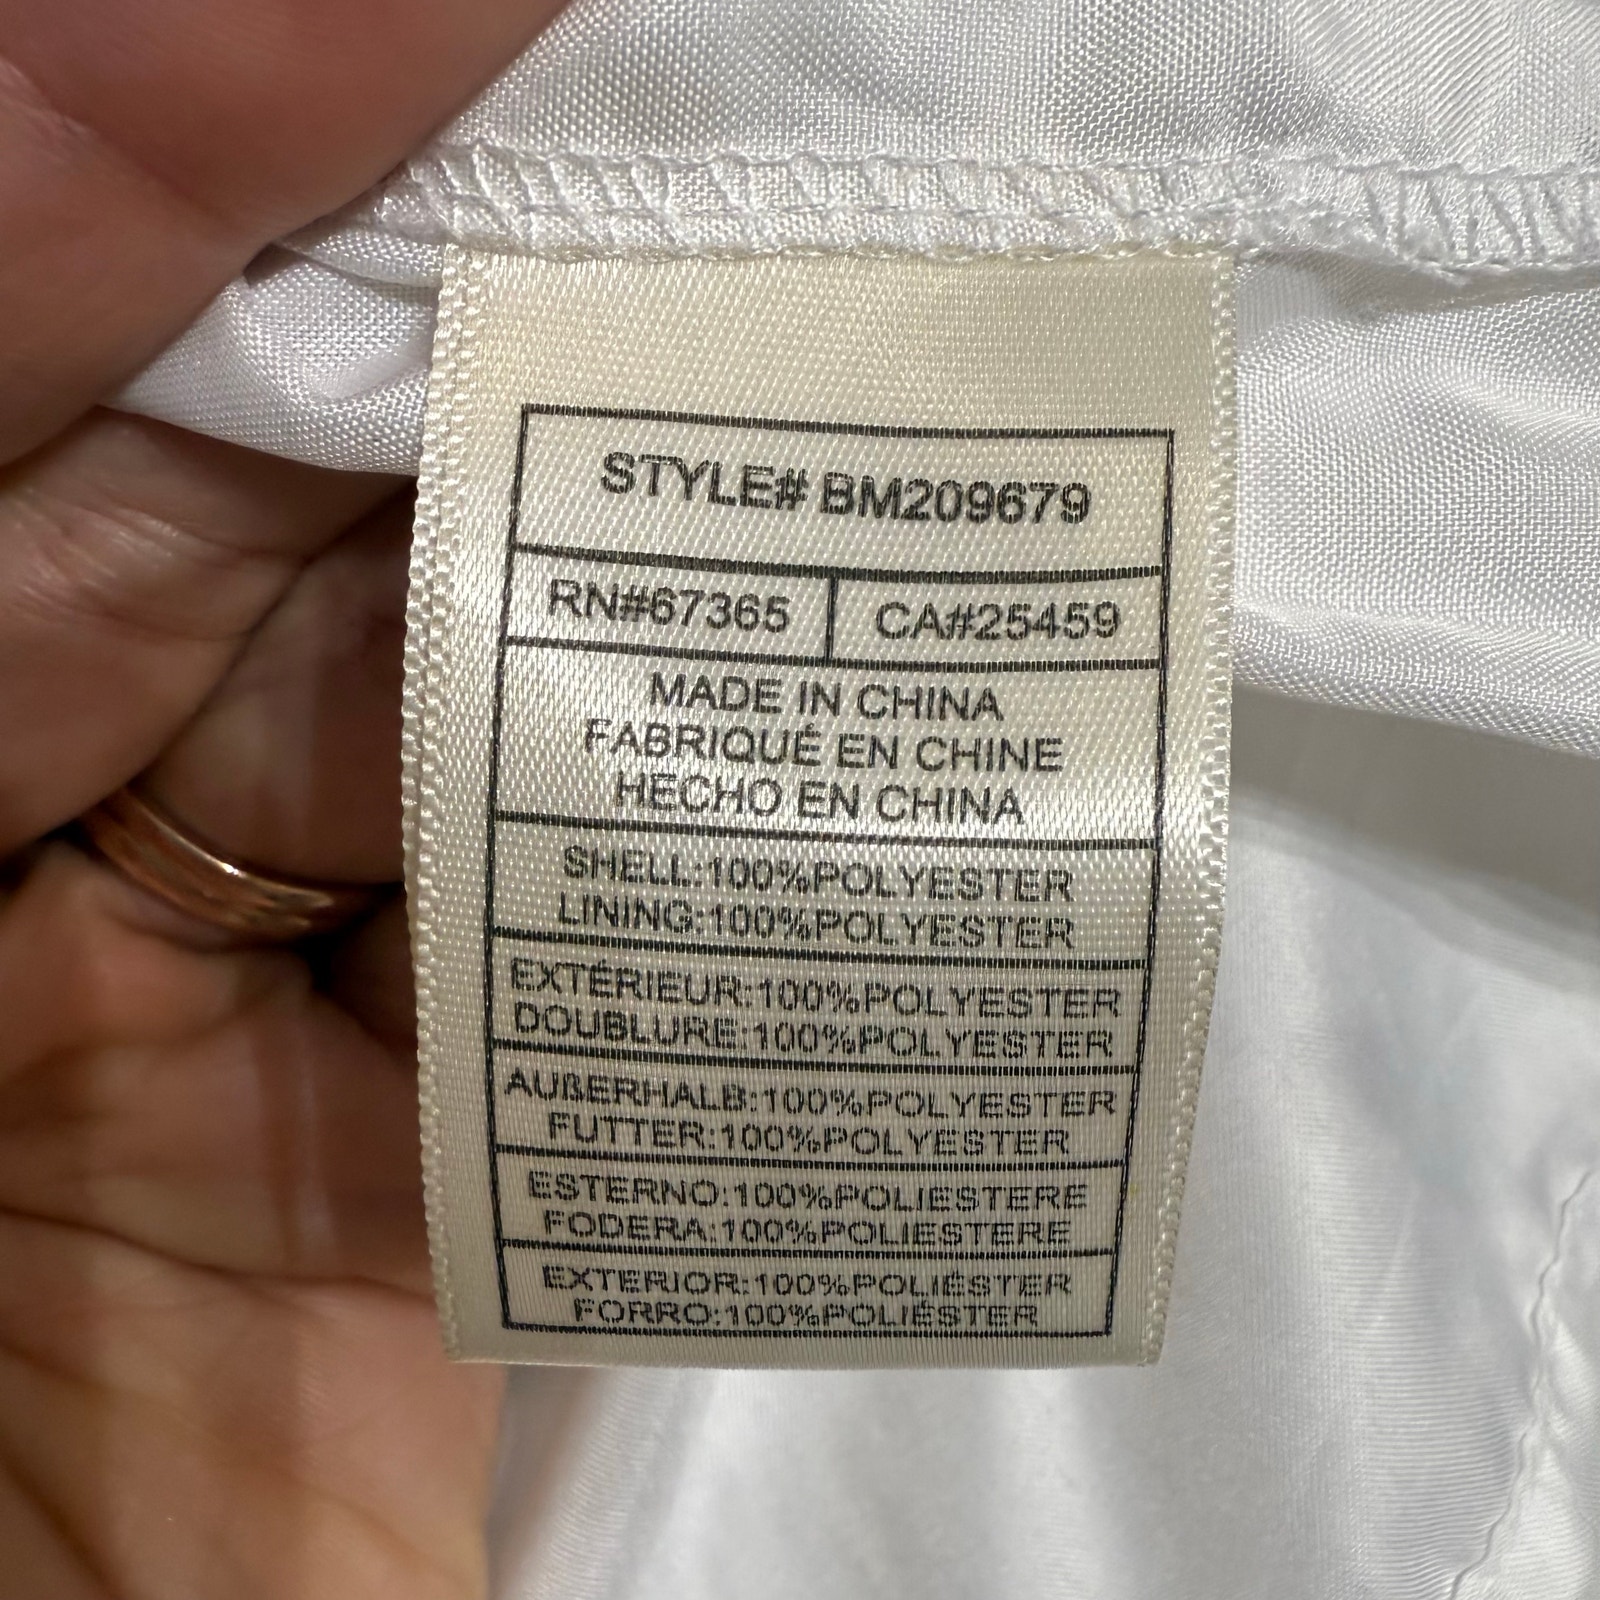 STYLE# BM209679
RN#67365 CA#25459
MADE IN CHINA
FABRIQUÉ EN CHINE
HECHO EN CHINA
SHELL:100%POLYESTER
LINING:100%POLYESTER
EXTÉRIEUR:100%POLYESTER
DOUBLURE:100%POLYESTER
AUßERHALB:100%POLYESTER
FUTTER:100%POLYESTER
ESTERNO:100%POLIESTERE
FODERA:100%POLIESTERE
EXTERIOR:100%POLIÉSTER
FORRO:100%POLIÉSTER